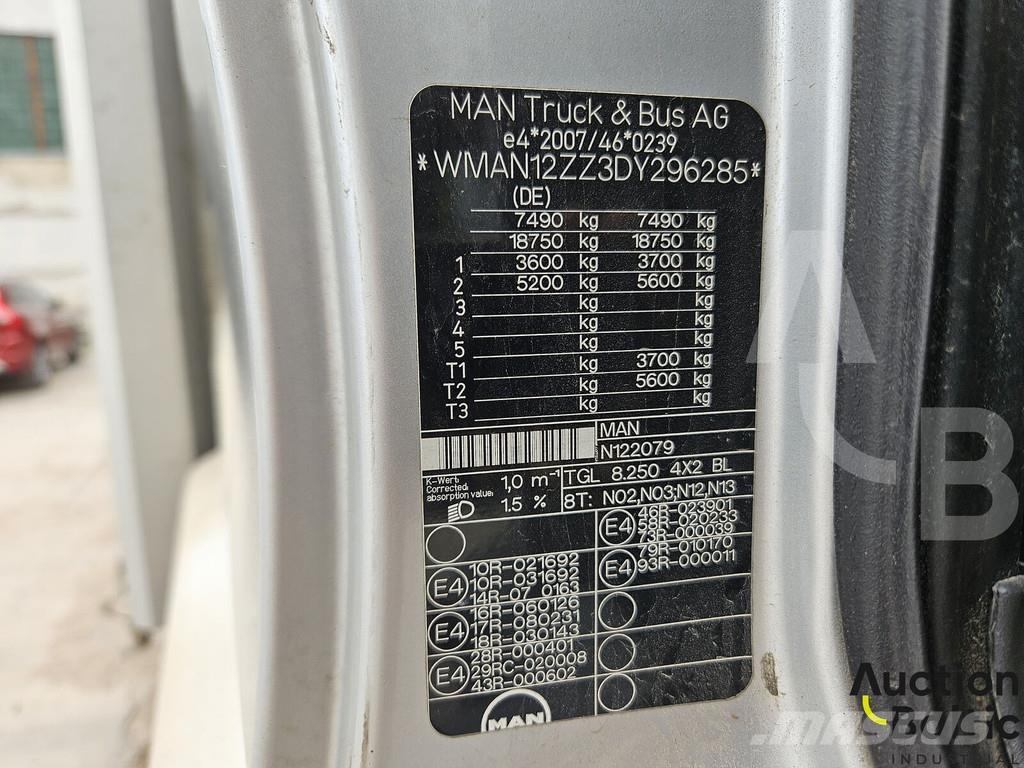 MAN Truck & Bus AG
e4*2007/46*0239
*WMAN12ZZ3DY296285*
(DE)
7490 kg 7490 kg
18750 kg 18750 kg
1 3600 kg 3700 kg
2 5200 kg 5600 kg
3 kg kg
4 kg kg
5 kg kg
T1 kg 3700 kg
T2 kg 5600 kg
T3 kg kg
MAN
N122079
TGL 8.250 4X2 BL
8T: N02,N03;N12,N13
K-Wert:
Corrected
absorption value: 1,0 m⁻¹
1.5 %
E4
46R-023901
58R-020233
73R-000039
E4
79R-010170
93R-000011
E4
10R-021692
10R-031692
14R-07 0163
E4
16R-060126
17R-080231
18R-030143
E4
28R-000401
29RC-020008
43R-000602
MAN
AB
Auction
Basic
INDUSTRIAL
MASCUS